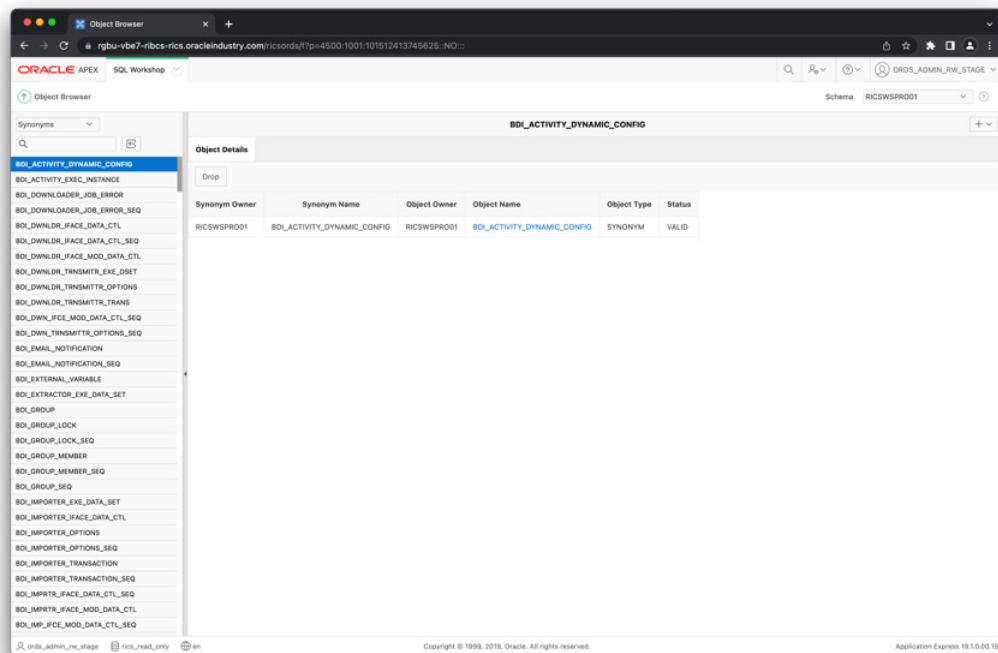 Object Browser
rgbu-vbe7-ribcs-rics.oracleindustry.com/ricsords/f?p=4500:1001:101512413745625::NO:::
ORACLE APEX SQL Workshop ORDS_ADMIN_RW_STAGE
Object Browser Schema RICSWSPRO01
Synonyms
BDI_ACTIVITY_DYNAMIC_CONFIG
Object Details
Drop
Synonym Owner Synonym Name Object Owner Object Name Object Type Status
RICSWSPRO01 BDI_ACTIVITY_DYNAMIC_CONFIG RICSWSPRO01 BDI_ACTIVITY_DYNAMIC_CONFIG SYNONYM VALID
BDI_ACTIVITY_DYNAMIC_CONFIG
BDI_ACTIVITY_EXEC_INSTANCE
BDI_DOWNLOADER_JOB_ERROR
BDI_DOWNLOADER_JOB_ERROR_SEQ
BDI_DWNLDR_IFACE_DATA_CTL
BDI_DWNLDR_IFACE_DATA_CTL_SEQ
BDI_DWNLDR_IFACE_MOD_DATA_CTL
BDI_DWNLDR_TRNSMITR_EXE_DSET
BDI_DWNLDR_TRNSMITTR_OPTIONS
BDI_DWNLDR_TRNSMITTR_TRANS
BDI_DWN_IFCE_MOD_DATA_CTL_SEQ
BDI_DWN_TRNSMITTR_OPTIONS_SEQ
BDI_EMAIL_NOTIFICATION
BDI_EMAIL_NOTIFICATION_SEQ
BDI_EXTERNAL_VARIABLE
BDI_EXTRACTOR_EXE_DATA_SET
BDI_GROUP
BDI_GROUP_LOCK
BDI_GROUP_LOCK_SEQ
BDI_GROUP_MEMBER
BDI_GROUP_MEMBER_SEQ
BDI_GROUP_SEQ
BDI_IMPORTER_EXE_DATA_SET
BDI_IMPORTER_IFACE_DATA_CTL
BDI_IMPORTER_OPTIONS
BDI_IMPORTER_OPTIONS_SEQ
BDI_IMPORTER_TRANSACTION
BDI_IMPORTER_TRANSACTION_SEQ
BDI_IMPRTR_IFACE_DATA_CTL_SEQ
BDI_IMPRTR_IFACE_MOD_DATA_CTL
BDI_IMP_IFCE_MOD_DATA_CTL_SEQ
ords_admin_rw_stage rics_read_only en Copyright © 1999, 2019, Oracle. All rights reserved. Application Express 19.1.0.00.15